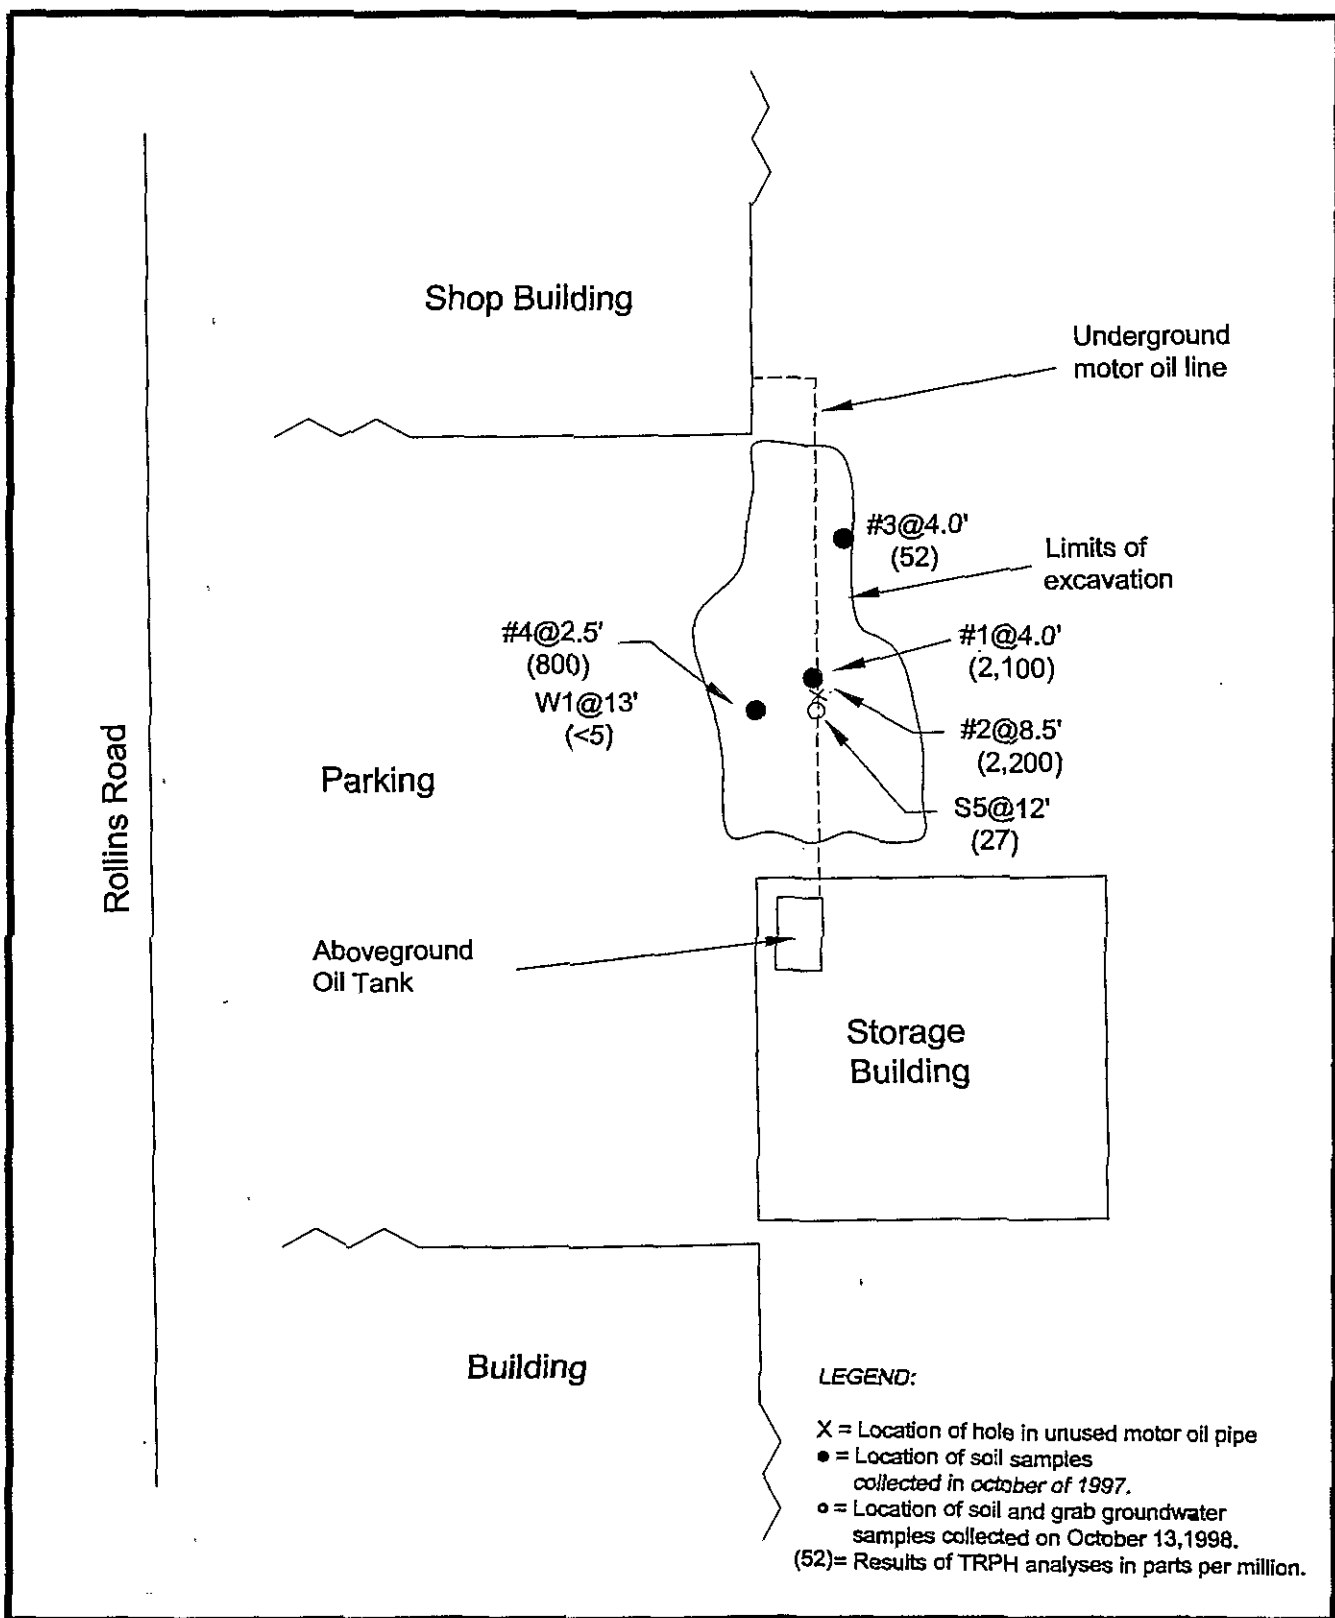 Shop Building
Underground
motor oil line
#3@4.0'
(52)
Limits of
excavation
#4@2.5'
(800)
W1@13'
(<5)
#1@4.0'
(2,100)
#2@8.5'
(2,200)
S5@12'
(27)
Parking
Rollins Road
Aboveground
Oil Tank
Storage
Building
Building
LEGEND:
X = Location of hole in unused motor oil pipe
● = Location of soil samples
collected in october of 1997.
o = Location of soil and grab groundwater
samples collected on October 13,1998.
(52)= Results of TRPH analyses in parts per million.